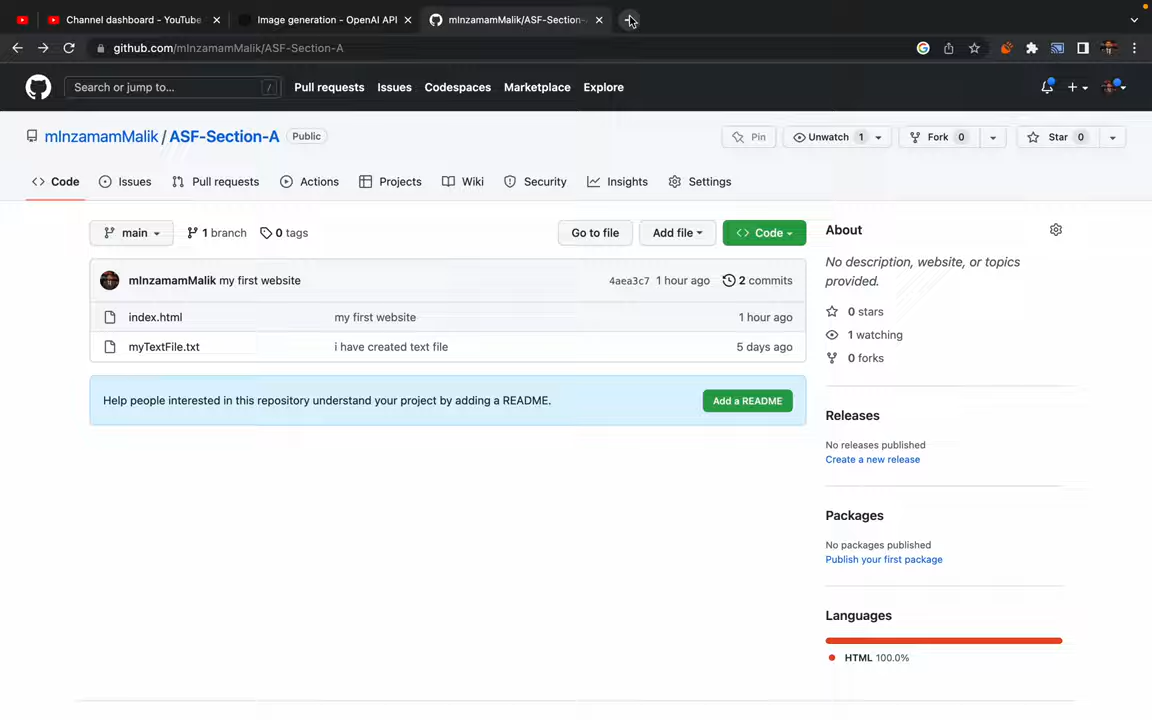 Channel dashboard - YouTube
Image generation - OpenAI API
mInzamamMalik/ASF-Section-
github.com/mInzamamMalik/ASF-Section-A
Search or jump to...
/
Pull requests
Issues
Codespaces
Marketplace
Explore
mInzamamMalik / ASF-Section-A Public
Pin
Unwatch 1
Fork 0
Star 0
Code
Issues
Pull requests
Actions
Projects
Wiki
Security
Insights
Settings
main
1 branch
0 tags
Go to file
Add file
Code
mInzamamMalik my first website
4aea3c7 1 hour ago
2 commits
index.html
my first website
1 hour ago
myTextFile.txt
i have created text file
5 days ago
Help people interested in this repository understand your project by adding a README.
Add a README
About
No description, website, or topics
provided.
0 stars
1 watching
0 forks
Releases
No releases published
Create a new release
Packages
No packages published
Publish your first package
Languages
HTML 100.0%